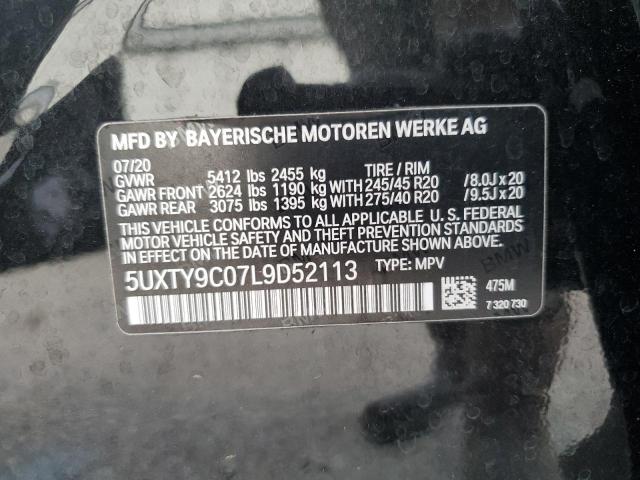 MFD BY BAYERISCHE MOTOREN WERKE AG
07/20
GVWR 5412 lbs 2455 kg TIRE / RIM
GAWR FRONT 2624 lbs 1190 kg WITH 245/45 R20 /8.0J x 20
GAWR REAR 3075 lbs 1395 kg WITH 275/40 R20 /9.5J x 20
THIS VEHICLE CONFORMS TO ALL APPLICABLE U. S. FEDERAL
MOTOR VEHICLE SAFETY STANDARDS IN EFFECT ON THE DATE
OF MANUFACTURE SHOWN ABOVE.
5UXTY9C07L9D52113 TYPE: MPV
475M
7 320 730